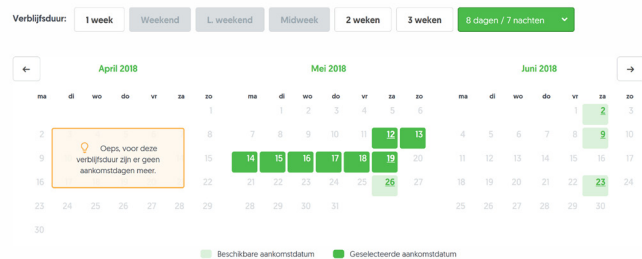 Verblijfsduur: 1 week Weekend L. weekend Midweek 2 weken 3 weken 8 dagen / 7 nachten
← April 2018 Mei 2018 Juni 2018 →
ma di wo do vr za zo ma di wo do vr za zo ma di wo do vr za zo
1 1 2 3 4 5 6 1 2 3
2 8 7 8 9 10 11 12 13 4 5 6 7 8 9 10
Oeps, voor deze
verblijfsduur zijn er geen
aankomstdagen meer.
9 15 14 15 16 17 18 19 20 11 12 13 14 15 16 17
16 22 21 22 23 24 25 26 27 18 19 20 21 22 23 24
23 24 25 26 27 28 29 28 29 30 31 25 26 27 28 29 30
30
Beschikbare aankomstdatum Geselecteerde aankomstdatum